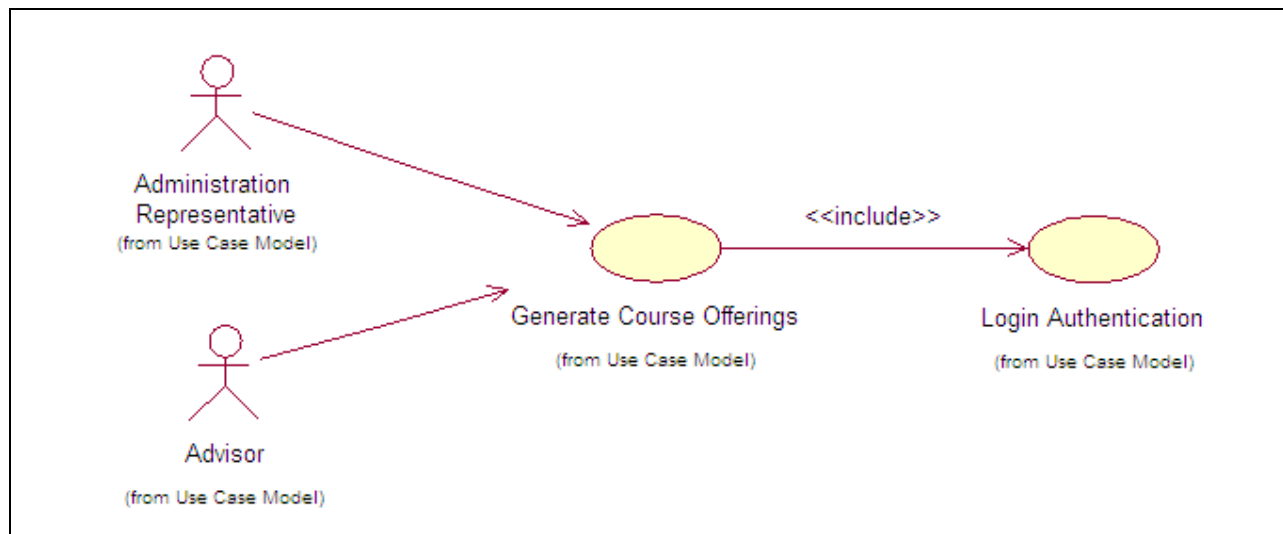 Administration
Representative
(from Use Case Model)
<<include>>
Generate Course Offerings
(from Use Case Model)
Login Authentication
(from Use Case Model)
Advisor
(from Use Case Model)